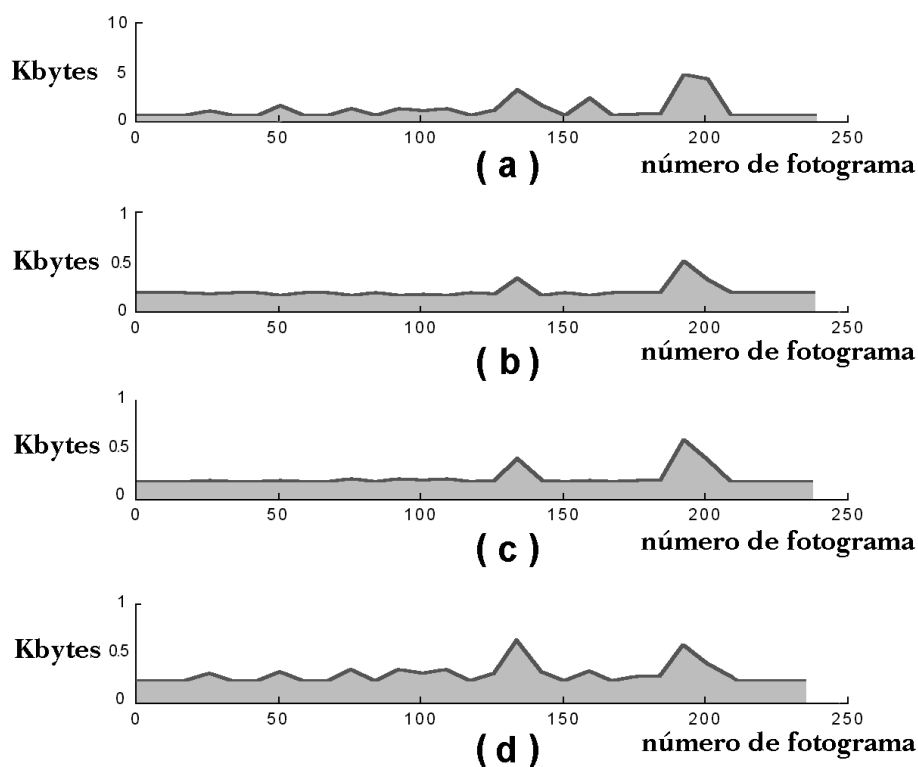 10
Kbytes 5
0
0 50 100 150 200 250
( a ) número de fotograma
1
Kbytes 0.5
0
0 50 100 150 200 250
( b ) número de fotograma
1
Kbytes 0.5
0
0 50 100 150 200 250
( c ) número de fotograma
1
Kbytes 0.5
0
0 50 100 150 200 250
( d ) número de fotograma